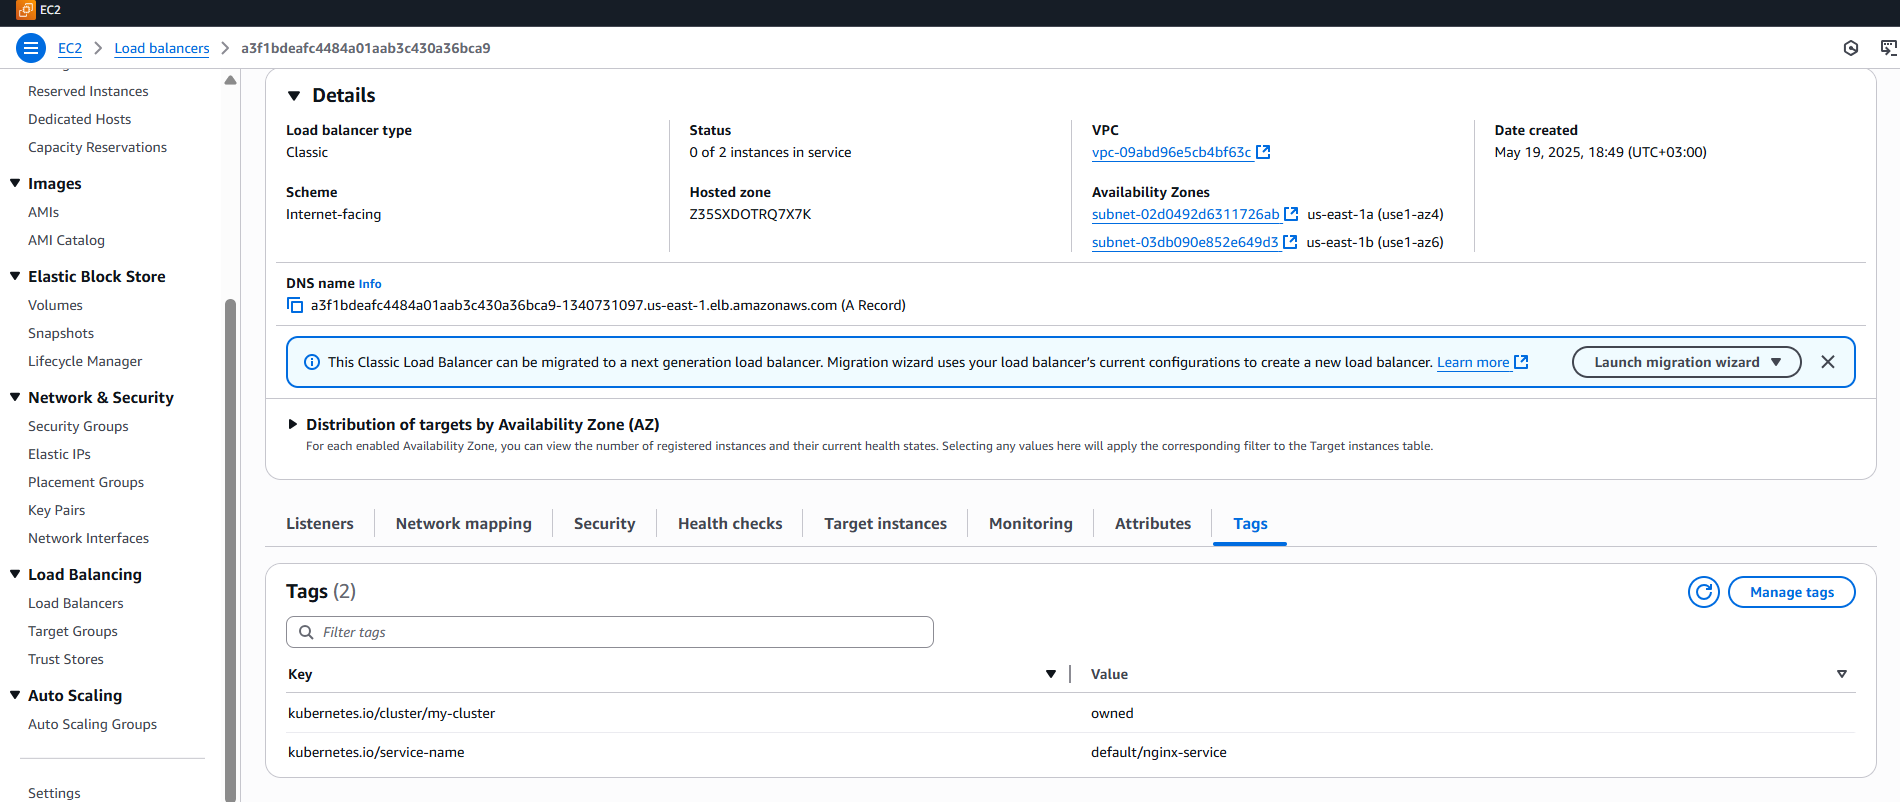 EC2
EC2 > Load balancers > a3f1bdeafc4484a01aab3c430a36bca9
Reserved Instances
Dedicated Hosts
Capacity Reservations
Images
AMIs
AMI Catalog
Elastic Block Store
Volumes
Snapshots
Lifecycle Manager
Network & Security
Security Groups
Elastic IPs
Placement Groups
Key Pairs
Network Interfaces
Load Balancing
Load Balancers
Target Groups
Trust Stores
Auto Scaling
Auto Scaling Groups
Settings
Details
Load balancer type
Classic
Scheme
Internet-facing
Status
0 of 2 instances in service
Hosted zone
Z35SXDOTRQ7X7K
VPC
vpc-09abd96e5cb4bf63c
Availability Zones
subnet-02d0492d6311726ab us-east-1a (use1-az4)
subnet-03db090e852e649d3 us-east-1b (use1-az6)
Date created
May 19, 2025, 18:49 (UTC+03:00)
DNS name Info
a3f1bdeafc4484a01aab3c430a36bca9-1340731097.us-east-1.elb.amazonaws.com (A Record)
This Classic Load Balancer can be migrated to a next generation load balancer. Migration wizard uses your load balancer's current configurations to create a new load balancer. Learn more
Launch migration wizard
Distribution of targets by Availability Zone (AZ)
For each enabled Availability Zone, you can view the number of registered instances and their current health states. Selecting any values here will apply the corresponding filter to the Target instances table.
Listeners Network mapping Security Health checks Target instances Monitoring Attributes Tags
Tags (2)
Manage tags
Filter tags
Key Value
kubernetes.io/cluster/my-cluster owned
kubernetes.io/service-name default/nginx-service